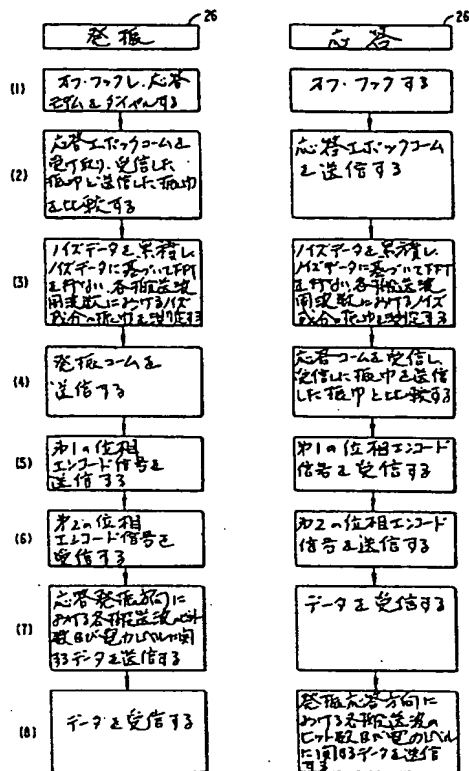 26
26
発振
応答
(1)
オフ・フックし、応答
モデムをダイヤルする
オフ・フックする
(2)
応答エポックコームを
受け取り、受信した
振巾と送信した振巾
を比較する
応答エポックコーム
を送信する
(3)
ノイズデータを累積し、
ノイズデータに基づいてFFT
を行ない、各搬送波
周波数におけるノイズ
成分の振巾を測定する
ノイズデータを累積し、
ノイズデータに基づいてFFT
を行ない、各搬送波
周波数におけるノイズ
成分の振巾を測定する
(4)
発振コームを
送信する
応答コームを受信し、
受信した振巾を送信
した振巾と比較する
(5)
第1の位相
エンコード信号を
送信する
第1の位相エンコード
信号を受信する
(6)
第2の位相
エンコード信号を
受信する
第2の位相エンコード
信号を送信する
(7)
応答発振方向に
おける各搬送波のビット
数及び電力レベルに関
するデータを送信する
データを受信する
(8)
データを受信する
発振応答方向に
おける各搬送波の
ビット数及び電力レベル
に関するデータを送信
する